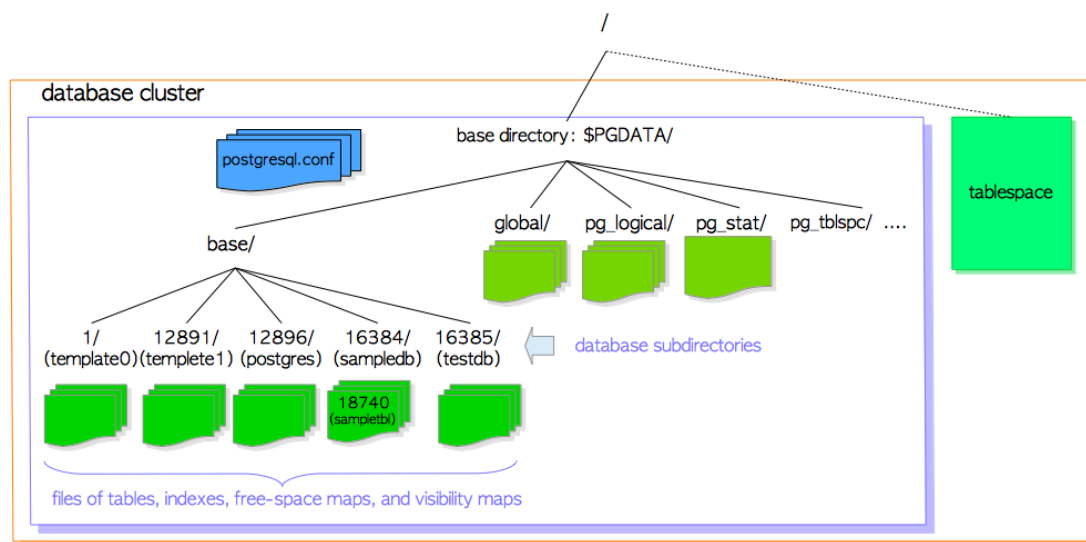 /
database cluster
base directory: $PGDATA/
postgresql.conf
tablespace
global/ pg_logical/ pg_stat/ pg_tblspc/ ....
base/
1/ 12891/ 12896/ 16384/ 16385/
(template0) (templete1) (postgres) (sampledb) (testdb)
database subdirectories
18740
(sampletbl)
files of tables, indexes, free-space maps, and visibility maps